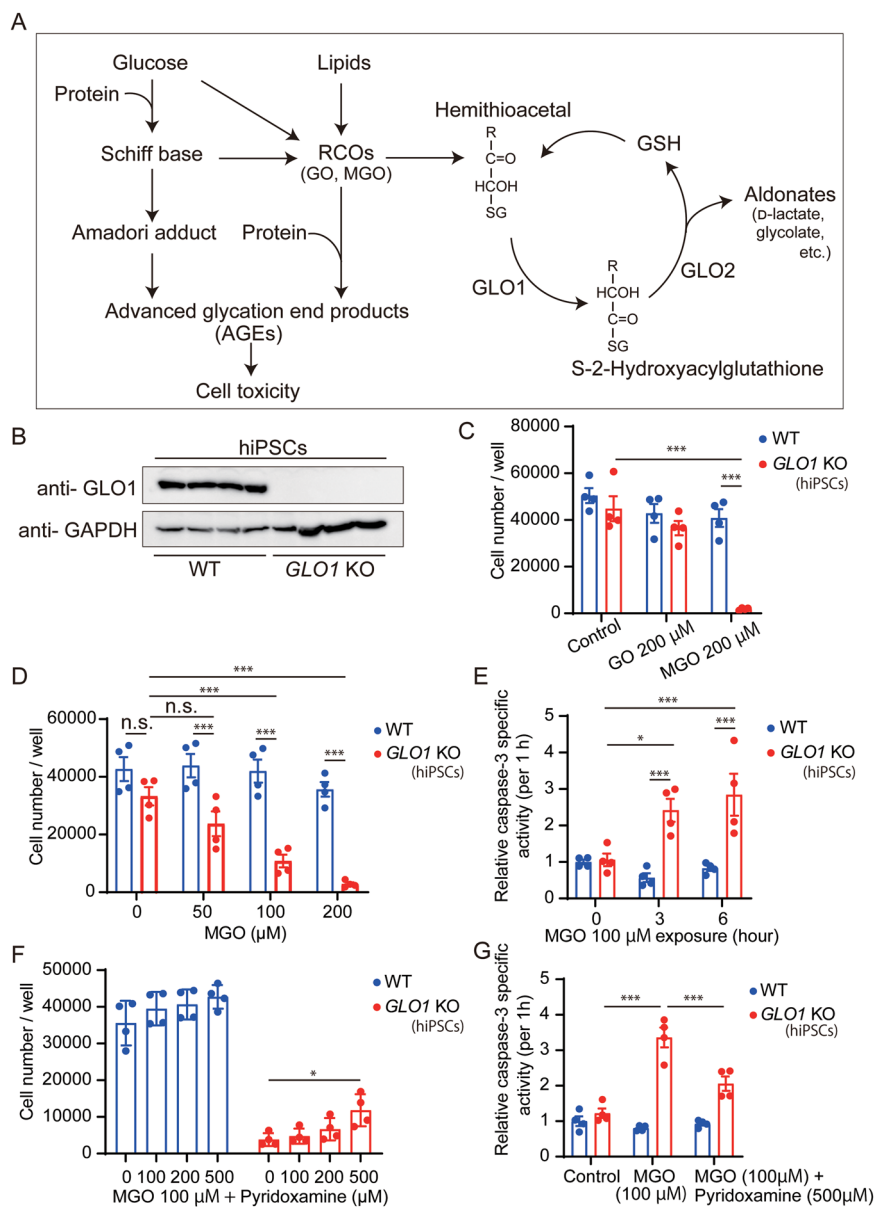 A
Glucose
Lipids
Protein
Hemithioacetal
R
C=O
HCOH
SG
GSH
Schiff base
RCOs
(GO, MGO)
Aldonates
(D-lactate,
glycolate,
etc.)
Amadori adduct
Protein
GLO1
GLO2
R
HCOH
C=O
SG
Advanced glycation end products
(AGEs)
S-2-Hydroxyacylglutathione
Cell toxicity
B
hiPSCs
anti- GLO1
anti- GAPDH
WT
GLO1 KO
C
Cell number / well
80000
60000
40000
20000
0
***
***
WT
GLO1 KO
(hiPSCs)
Control
GO 200 μM
MGO 200 μM
D
Cell number / well
60000
40000
20000
0
***
***
n.s.
n.s.
***
***
***
WT
GLO1 KO
(hiPSCs)
0
50
100
200
MGO (μM)
E
Relative caspase-3 specific
activity (per 1 h)
5
4
3
2
1
0
***
*
***
***
WT
GLO1 KO
(hiPSCs)
0
3
6
MGO 100 μM exposure (hour)
F
Cell number / well
50000
40000
30000
20000
10000
0
*
WT
GLO1 KO
(hiPSCs)
0 100 200 500
0 100 200 500
MGO 100 μM + Pyridoxamine (μM)
G
Relative caspase-3 specific
activity (per 1h)
5
4
3
2
1
0
***
***
WT
GLO1 KO
(hiPSCs)
Control
MGO
(100 μM)
MGO (100μM) +
Pyridoxamine (500μM)